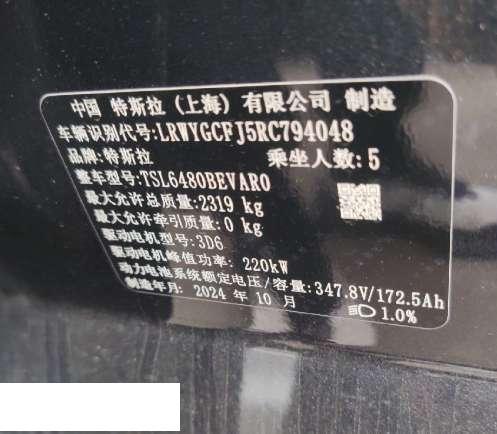 中国 特斯拉（上海）有限公司 制造
车辆识别代号:LRWYGCFJ5RC794048
品牌:特斯拉 乘坐人数:5
整车型号:TSL6480BEVAR0
最大允许总质量:2319 kg
最大允许牵引质量:0 kg
驱动电机型号:3D6
驱动电机峰值功率: 220kW
动力电池系统额定电压/容量:347.8V/172.5Ah
制造年月: 2024 年 10 月 1.0%